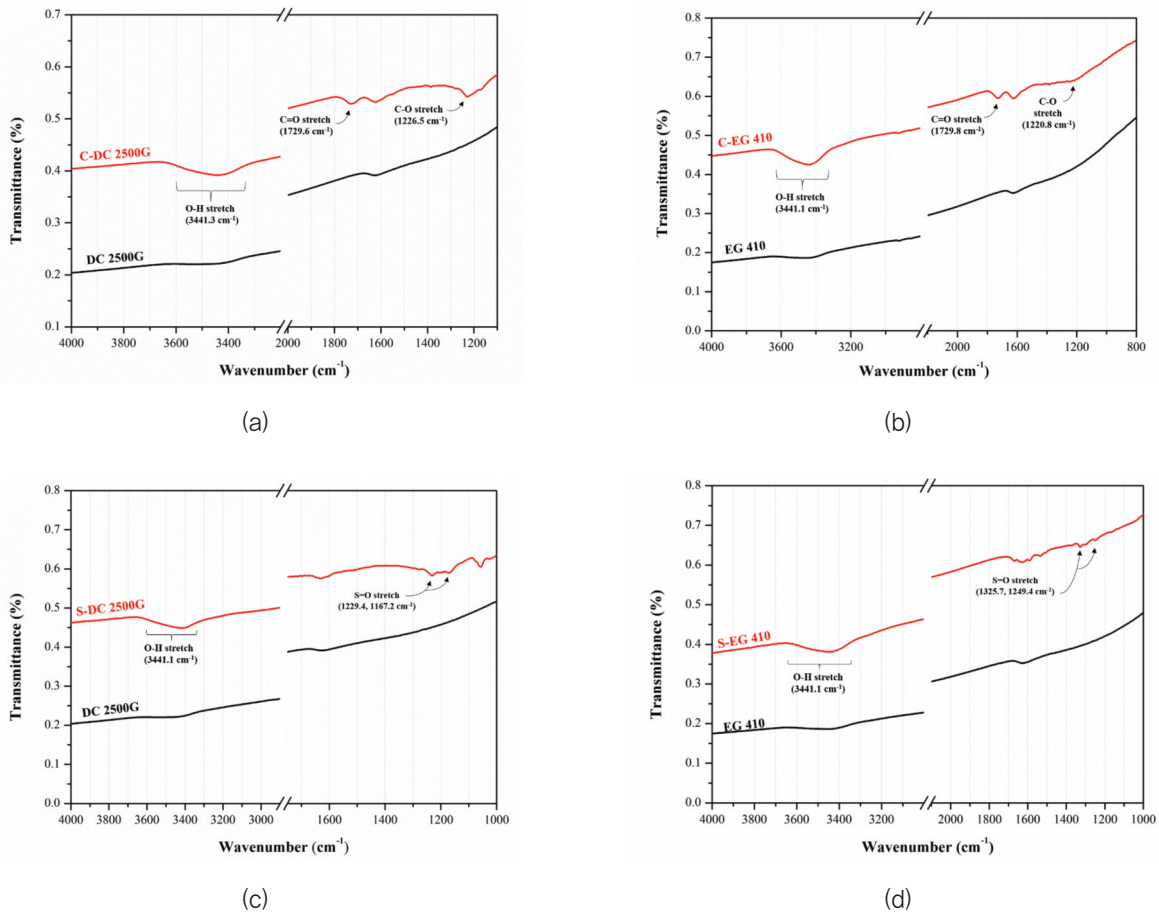 0.7
0.6
0.5
0.4
0.3
0.2
0.1
Transmittance (%)
C=O stretch
(1729.6 cm⁻¹)
C-O stretch
(1226.5 cm⁻¹)
C-DC 2500G
O-H stretch
(3441.3 cm⁻¹)
DC 2500G
4000 3800 3600 3400 2000 1800 1600 1400 1200
Wavenumber (cm⁻¹)
(a)
0.8
0.7
0.6
0.5
0.4
0.3
0.2
0.1
0.0
Transmittance (%)
C=O stretch
(1729.8 cm⁻¹)
C-O
stretch
(1220.8 cm⁻¹)
C-EG 410
O-H stretch
(3441.1 cm⁻¹)
EG 410
4000 3600 3200 2000 1600 1200 800
Wavenumber (cm⁻¹)
(b)
0.8
0.7
0.6
0.5
0.4
0.3
0.2
0.1
0.0
Transmittance (%)
S=O stretch
(1229.4, 1167.2 cm⁻¹)
S-DC 2500G
O-H stretch
(3441.1 cm⁻¹)
DC 2500G
4000 3800 3600 3400 3200 3000 1600 1400 1200 1000
Wavenumber (cm⁻¹)
(c)
0.8
0.7
0.6
0.5
0.4
0.3
0.2
0.1
0.0
Transmittance (%)
S=O stretch
(1325.7, 1249.4 cm⁻¹)
S-EG 410
O-H stretch
(3441.1 cm⁻¹)
EG 410
4000 3800 3600 3400 3200 2000 1800 1600 1400 1200 1000
Wavenumber (cm⁻¹)
(d)